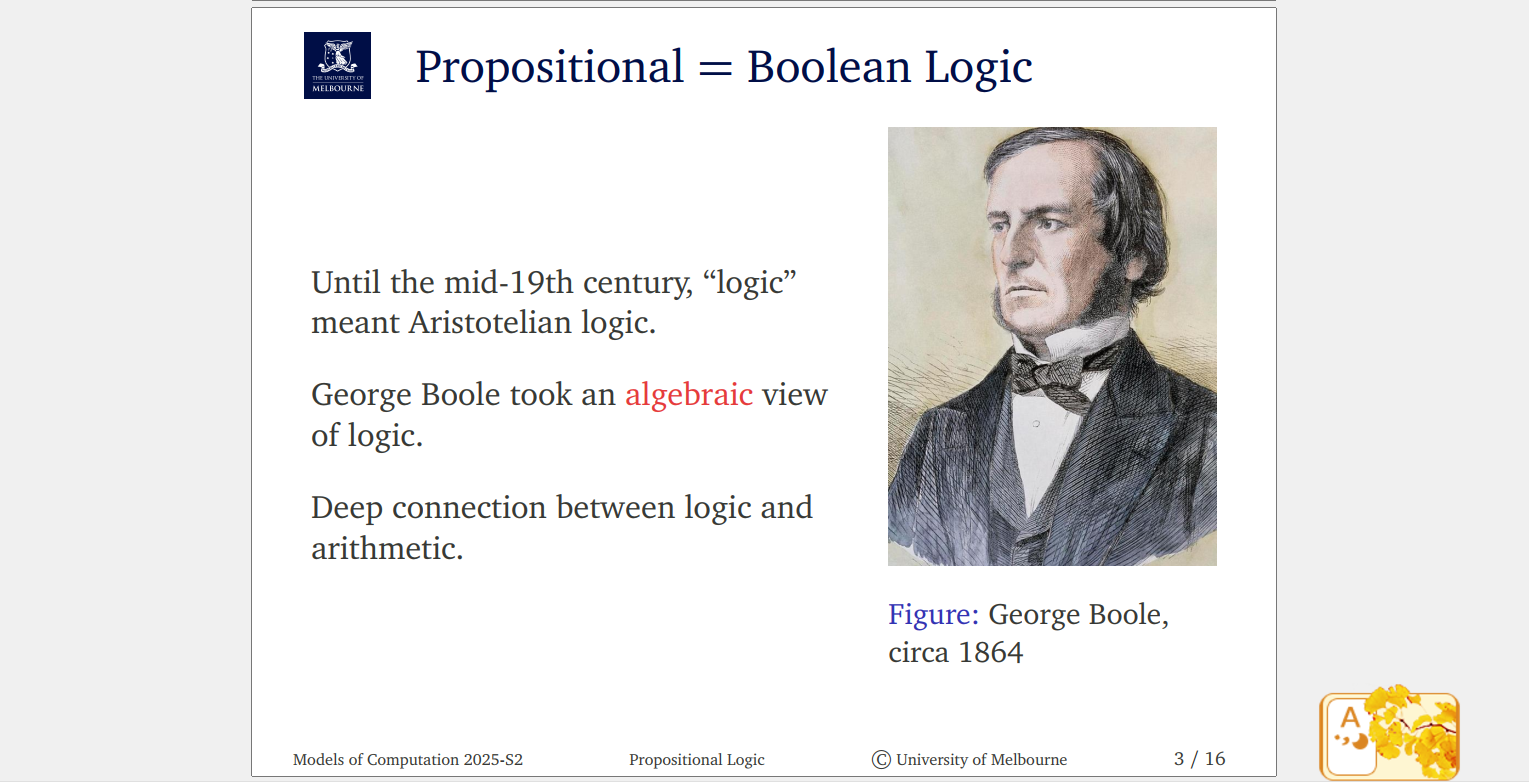 THE UNIVERSITY OF
MELBOURNE
Propositional = Boolean Logic
Until the mid-19th century, “logic”
meant Aristotelian logic.
George Boole took an algebraic view
of logic.
Deep connection between logic and
arithmetic.
Figure: George Boole,
circa 1864
Models of Computation 2025-S2 Propositional Logic © University of Melbourne 3 / 16
A